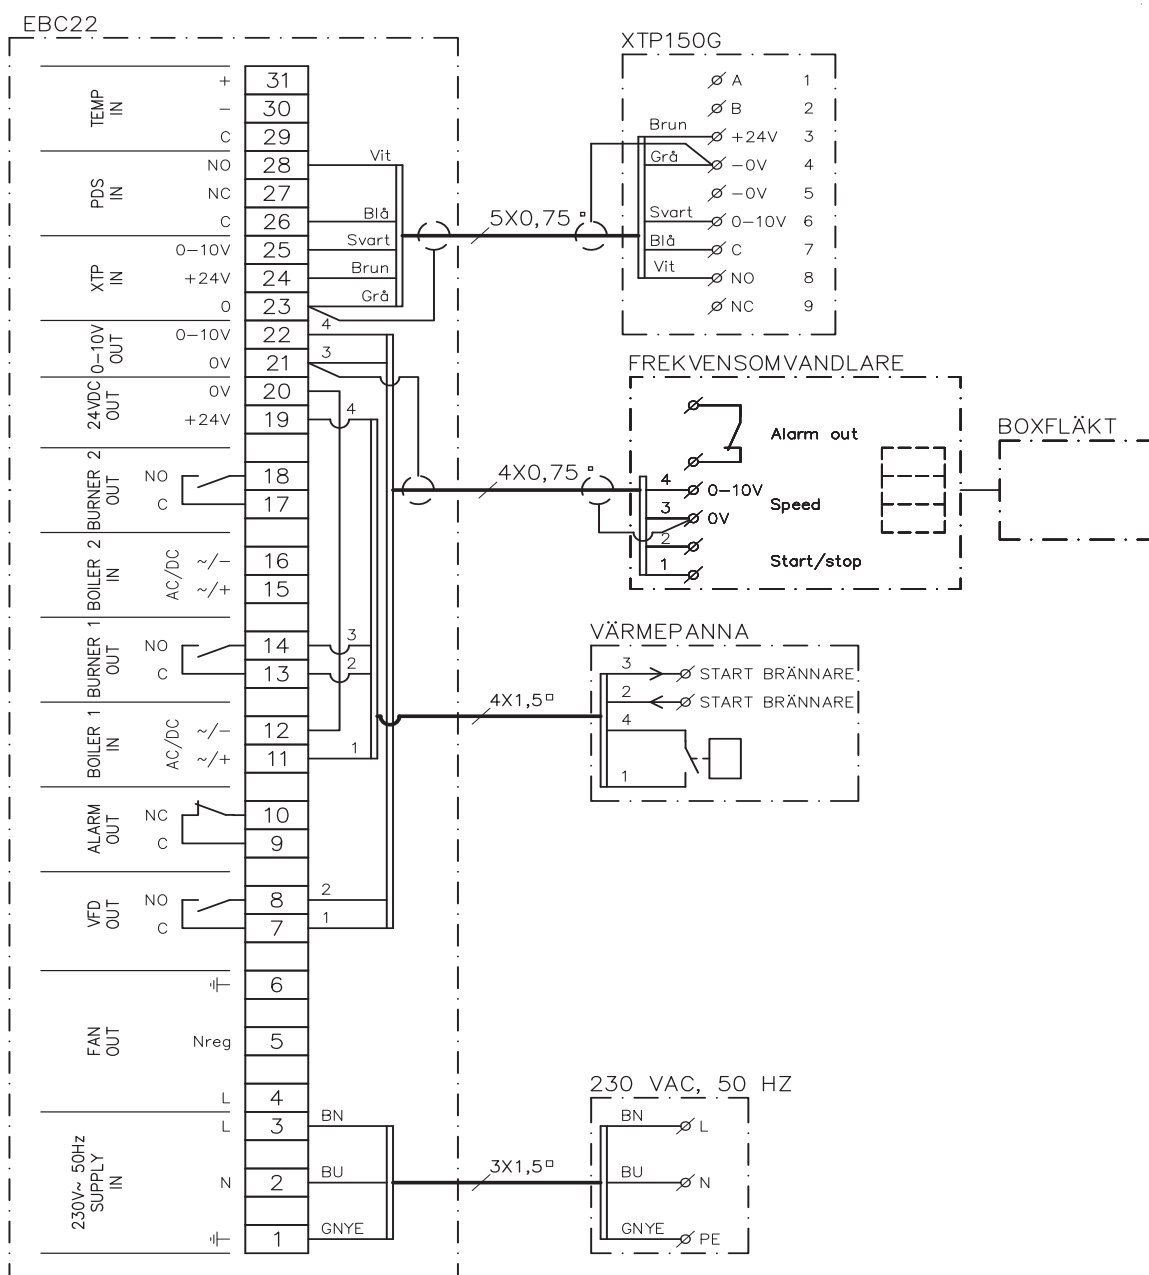 EBC22
TEMP IN
+ 31
− 30
C 29
PDS IN
NO 28 Vit
NC 27
C 26 Blå
XTP IN
0−10V 25 Svart
+24V 24 Brun
0 23 Grå
0−10V OUT
0−10V 22 4
0V 21 3
24VDC OUT
0V 20
+24V 19 4
BURNER 2 OUT
NO 18
C 17
BOILER 2 IN
AC/DC
~/− 16
~/+ 15
BURNER 1 OUT
NO 14 3
C 13 2
BOILER 1 IN
AC/DC
~/− 12
~/+ 11 1
ALARM OUT
NC 10
C 9
VFD OUT
NO 8 2
C 7 1
FAN OUT
6
Nreg 5
L 4
230V~ 50Hz SUPPLY IN
L 3 BN
N 2 BU
1 GNYE
5X0,75
XTP150G
A 1
B 2
Brun +24V 3
Grå −0V 4
−0V 5
Svart 0−10V 6
Blå C 7
Vit NO 8
NC 9
4X0,75
FREKVENSOMVANDLARE
Alarm out
4 0−10V
Speed
3 0V
2
Start/stop
1
BOXFLÄKT
4X1,5
VÄRMEPANNA
3 START BRÄNNARE
2 START BRÄNNARE
4
1
3X1,5
230 VAC, 50 HZ
BN L
BU N
GNYE PE